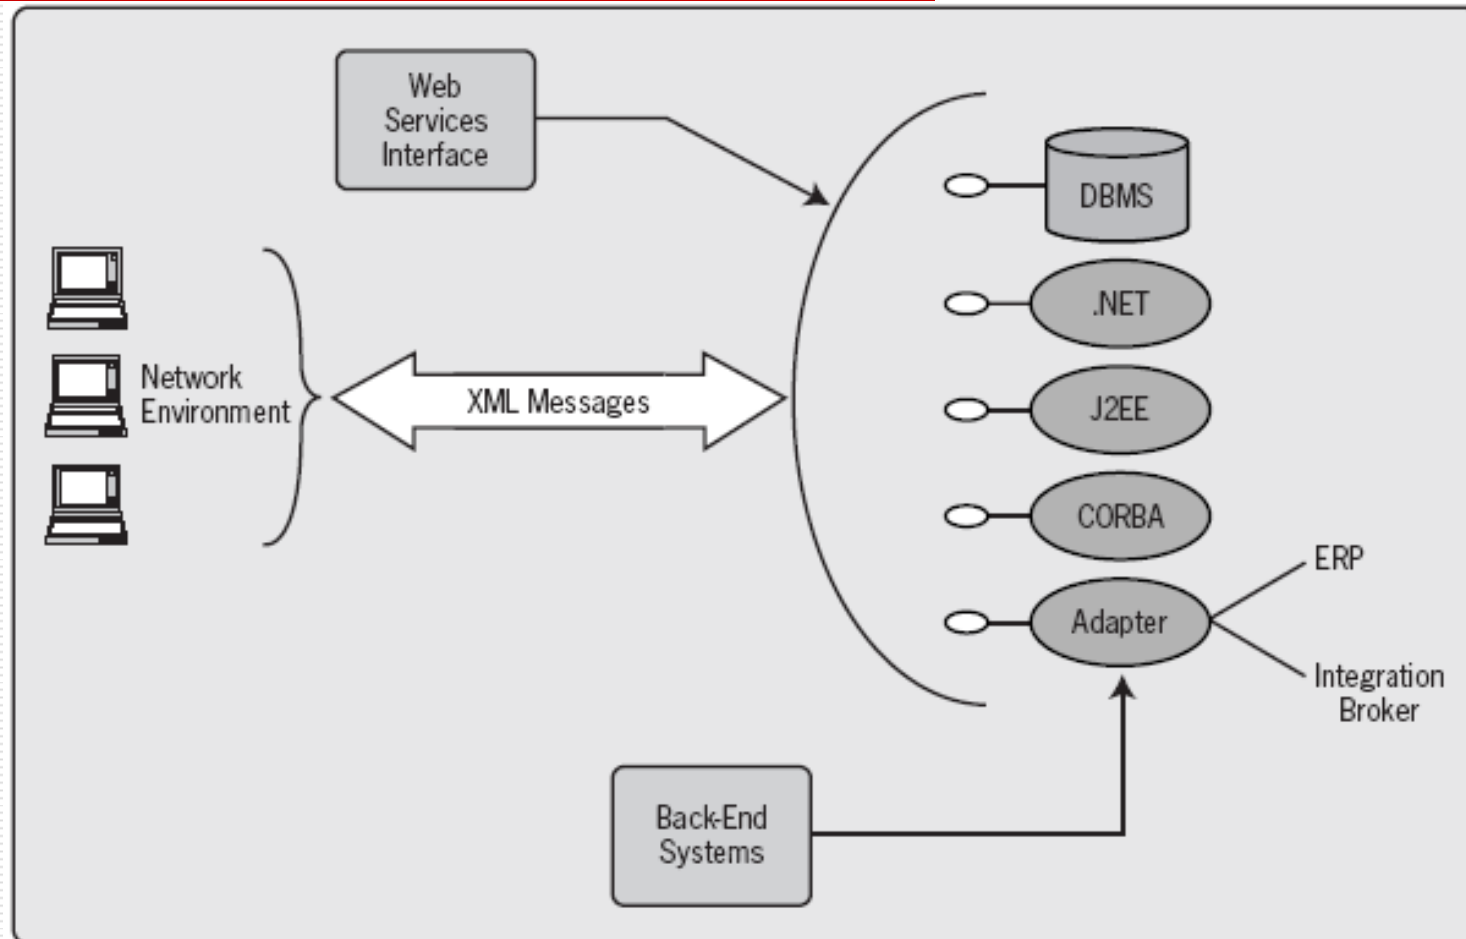 Web
Services
Interface
DBMS
.NET
Network
Environment
XML Messages
J2EE
CORBA
ERP
Adapter
Integration
Broker
Back-End
Systems